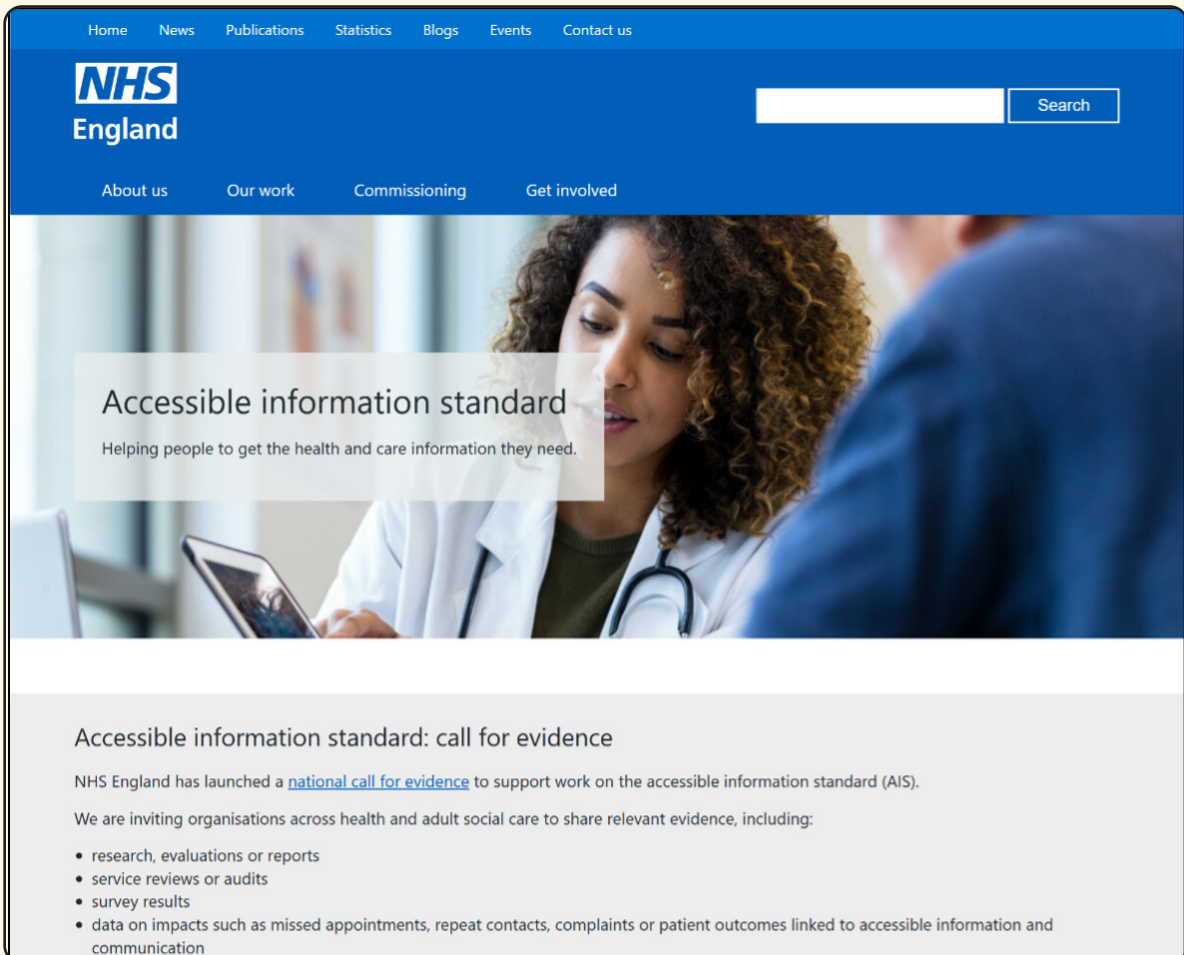 Home News Publications Statistics Blogs Events Contact us
NHS
England
Search
About us Our work Commissioning Get involved
Accessible information standard
Helping people to get the health and care information they need.
Accessible information standard: call for evidence
NHS England has launched a national call for evidence to support work on the accessible information standard (AIS).
We are inviting organisations across health and adult social care to share relevant evidence, including:
• research, evaluations or reports
• service reviews or audits
• survey results
• data on impacts such as missed appointments, repeat contacts, complaints or patient outcomes linked to accessible information and
communication